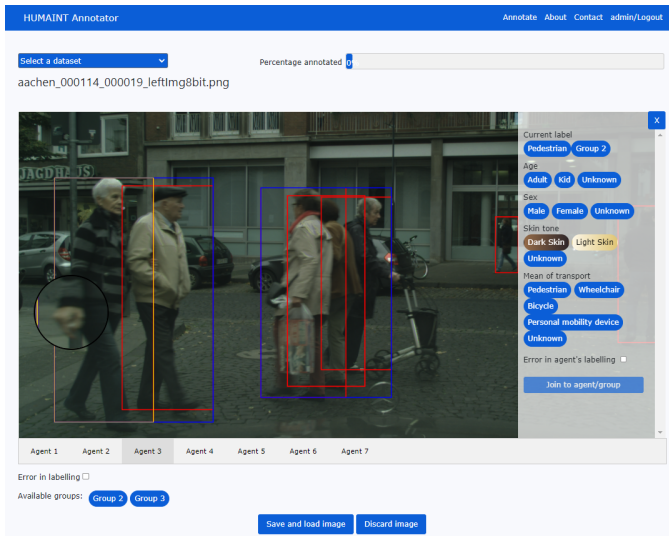 HUMAINT Annotator
Annotate About Contact admin/Logout
Select a dataset
Percentage annotated 0%
aachen_000114_000019_leftImg8bit.png
X
JAGDHAUS
Current label
Pedestrian Group 2
Age
Adult Kid Unknown
Sex
Male Female Unknown
Skin tone
Dark Skin Light Skin
Unknown
Mean of transport
Pedestrian Wheelchair
Bicycle
Personal mobility device
Unknown
Error in agent's labelling
Join to agent/group
Agent 1 Agent 2 Agent 3 Agent 4 Agent 5 Agent 6 Agent 7
Error in labelling
Available groups: Group 2 Group 3
Save and load image Discard image